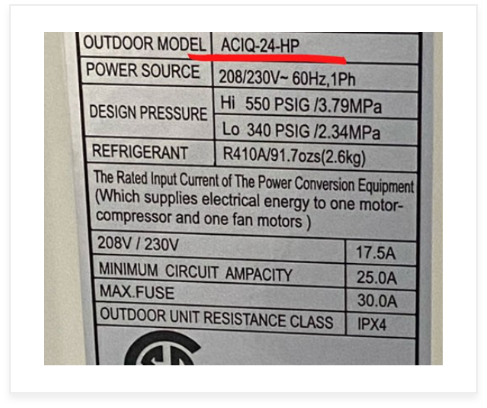 OUTDOOR MODEL ACIQ-24-HP
POWER SOURCE 208/230V~ 60Hz,1Ph
DESIGN PRESSURE
Hi 550 PSIG /3.79MPa
Lo 340 PSIG /2.34MPa
REFRIGERANT R410A/91.7ozs(2.6kg)
The Rated Input Current of The Power Conversion Equipment
(Which supplies electrical energy to one motor-
compressor and one fan motors )
208V / 230V 17.5A
MINIMUM CIRCUIT AMPACITY 25.0A
MAX.FUSE 30.0A
OUTDOOR UNIT RESISTANCE CLASS IPX4